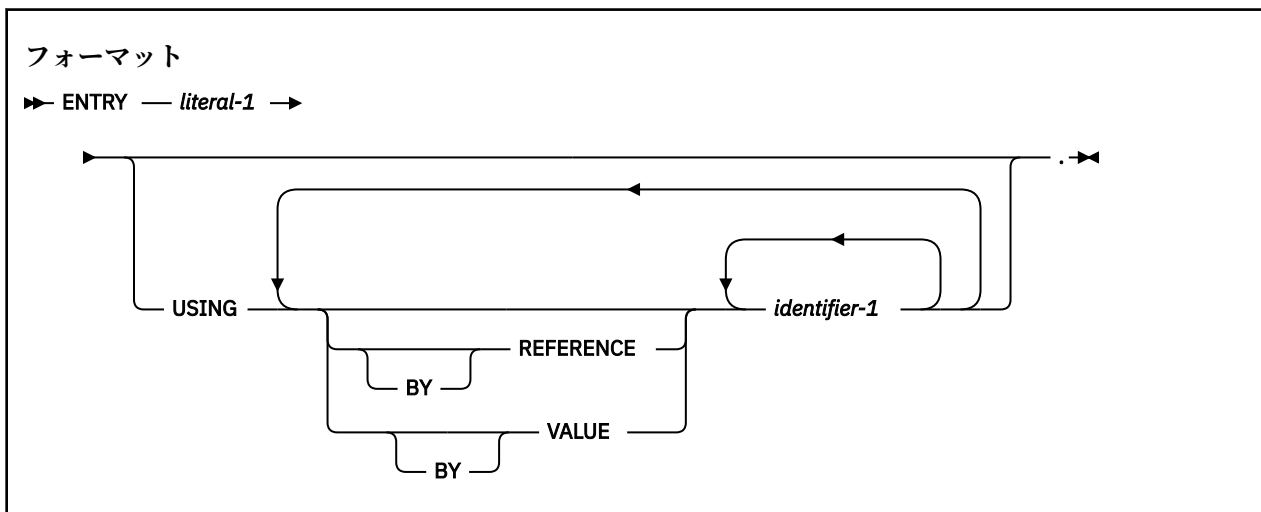 フォーマット
ENTRY literal-1
.
USING identifier-1
REFERENCE
BY
VALUE
BY